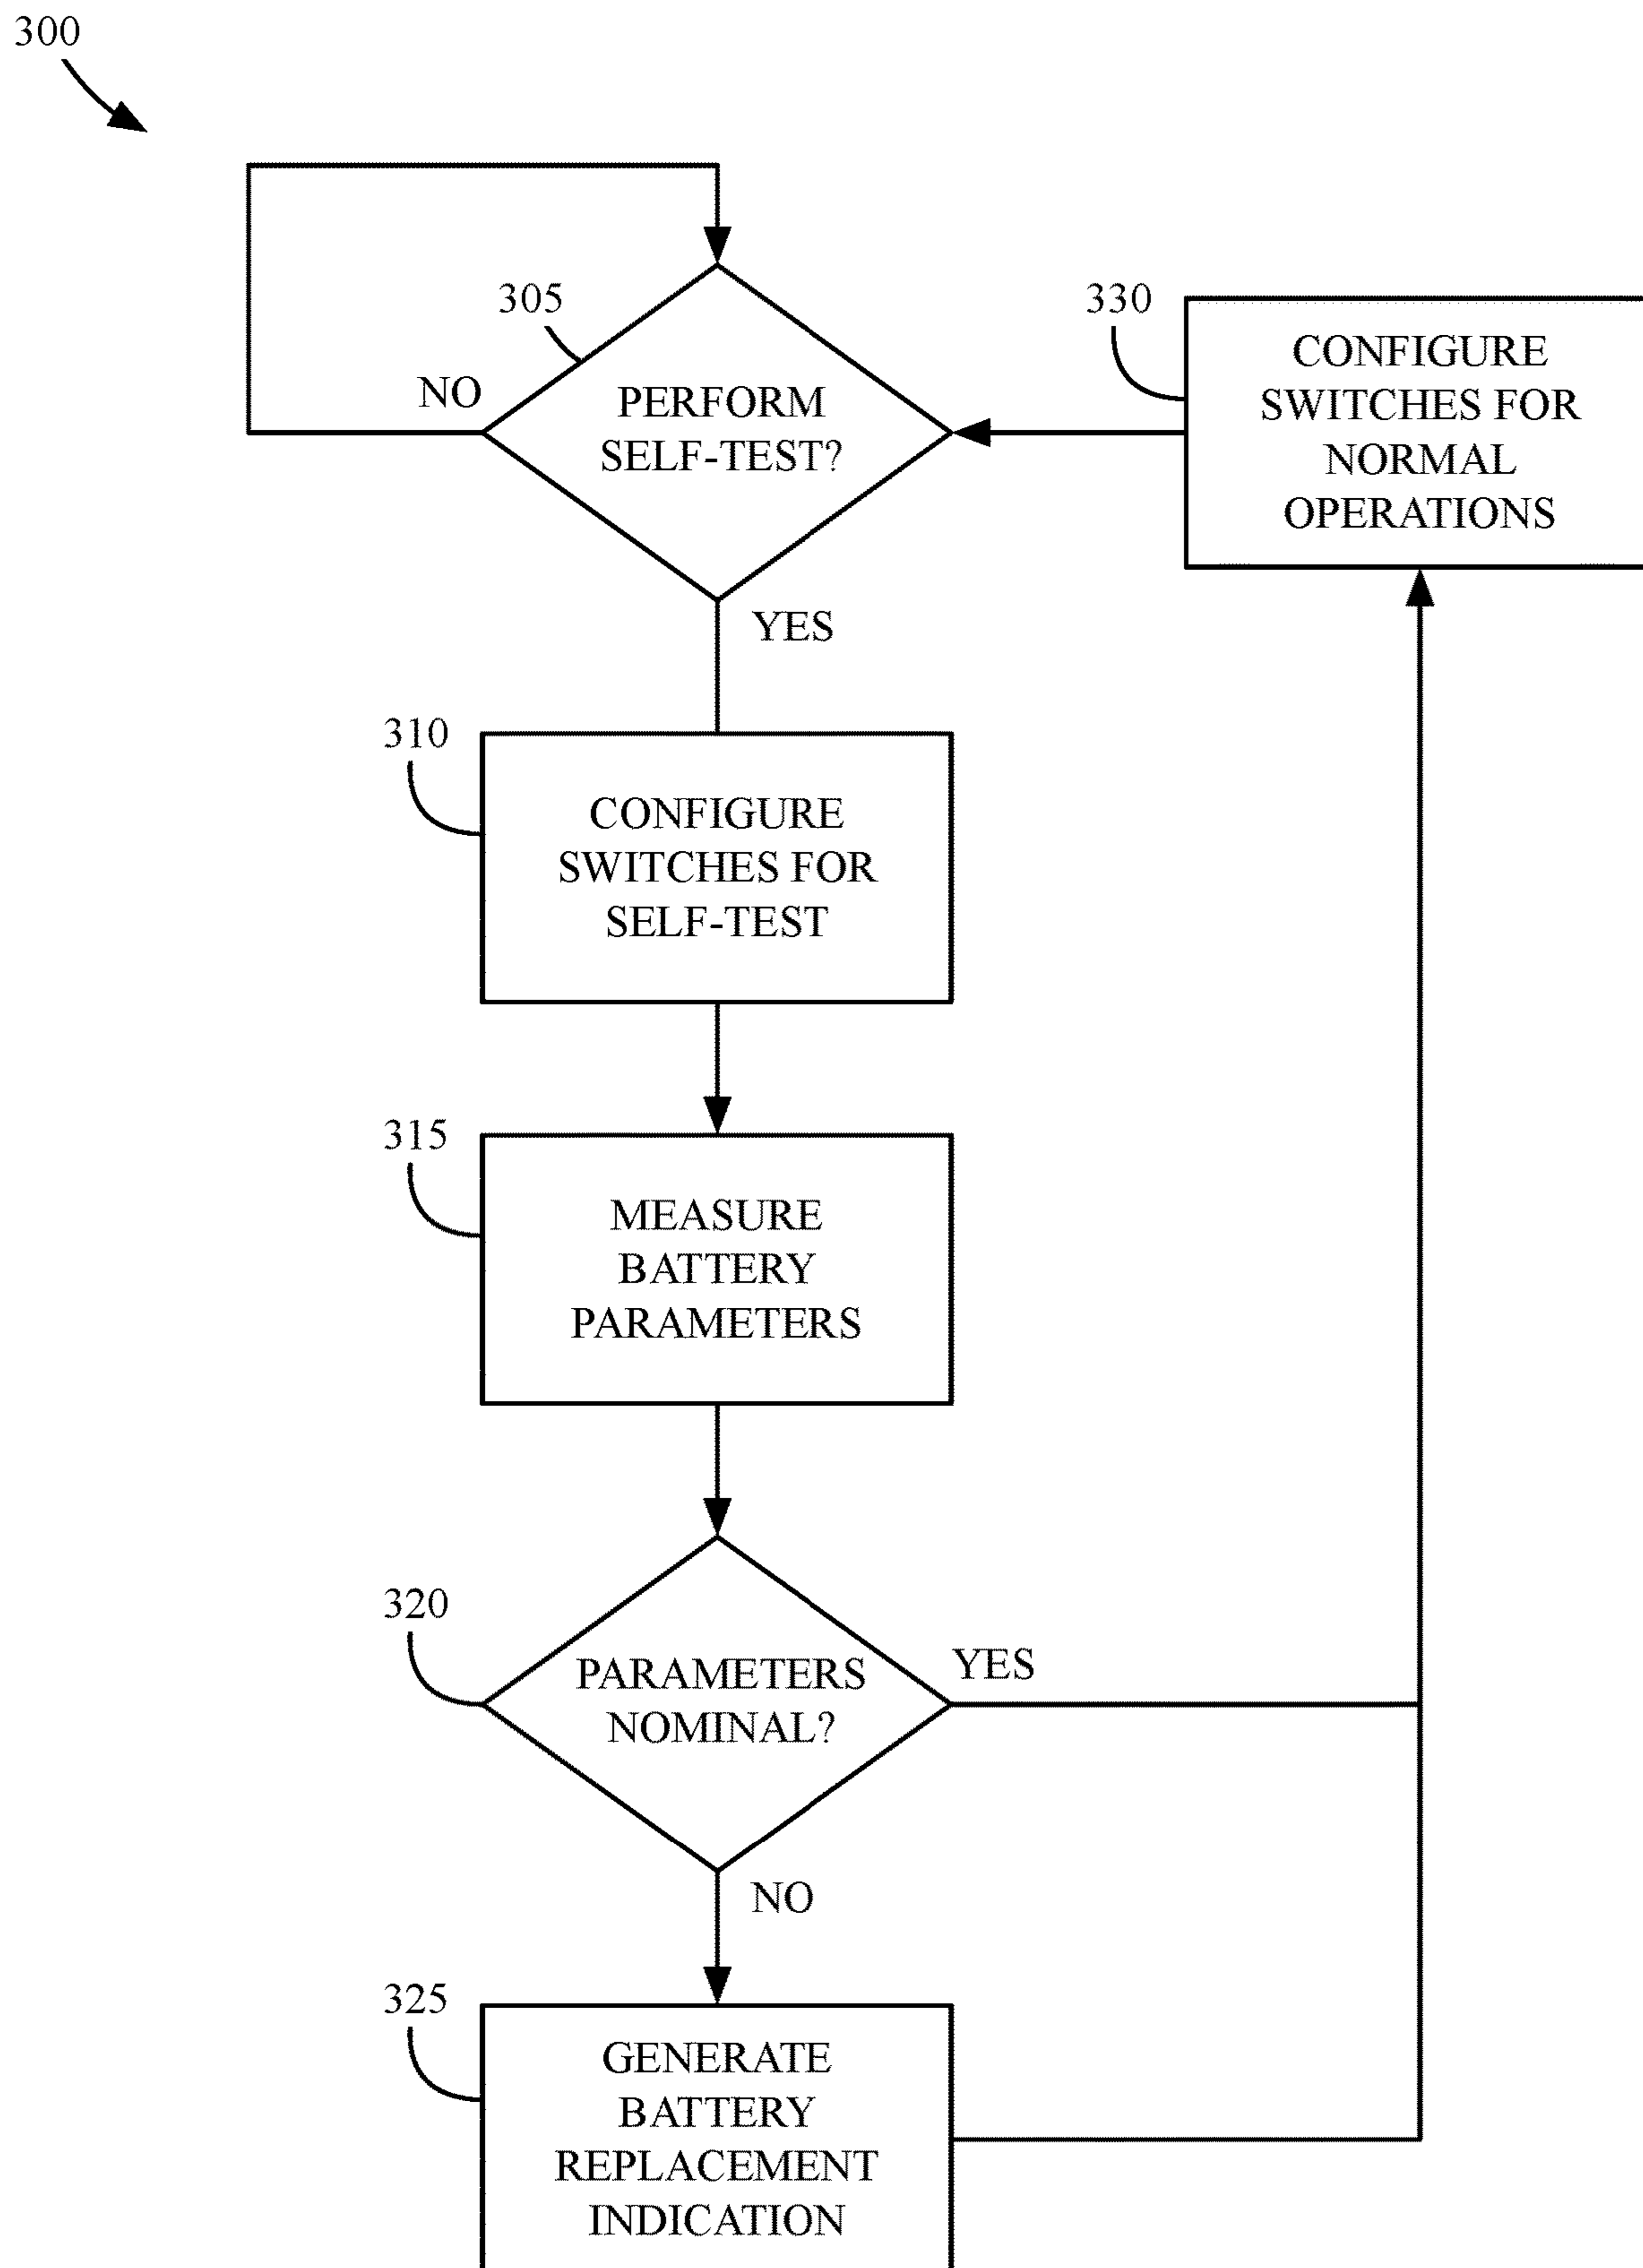 300
305
NO
PERFORM
SELF-TEST?
YES
330
CONFIGURE
SWITCHES FOR
NORMAL
OPERATIONS
310
CONFIGURE
SWITCHES FOR
SELF-TEST
315
MEASURE
BATTERY
PARAMETERS
320
PARAMETERS
NOMINAL?
YES
NO
325
GENERATE
BATTERY
REPLACEMENT
INDICATION